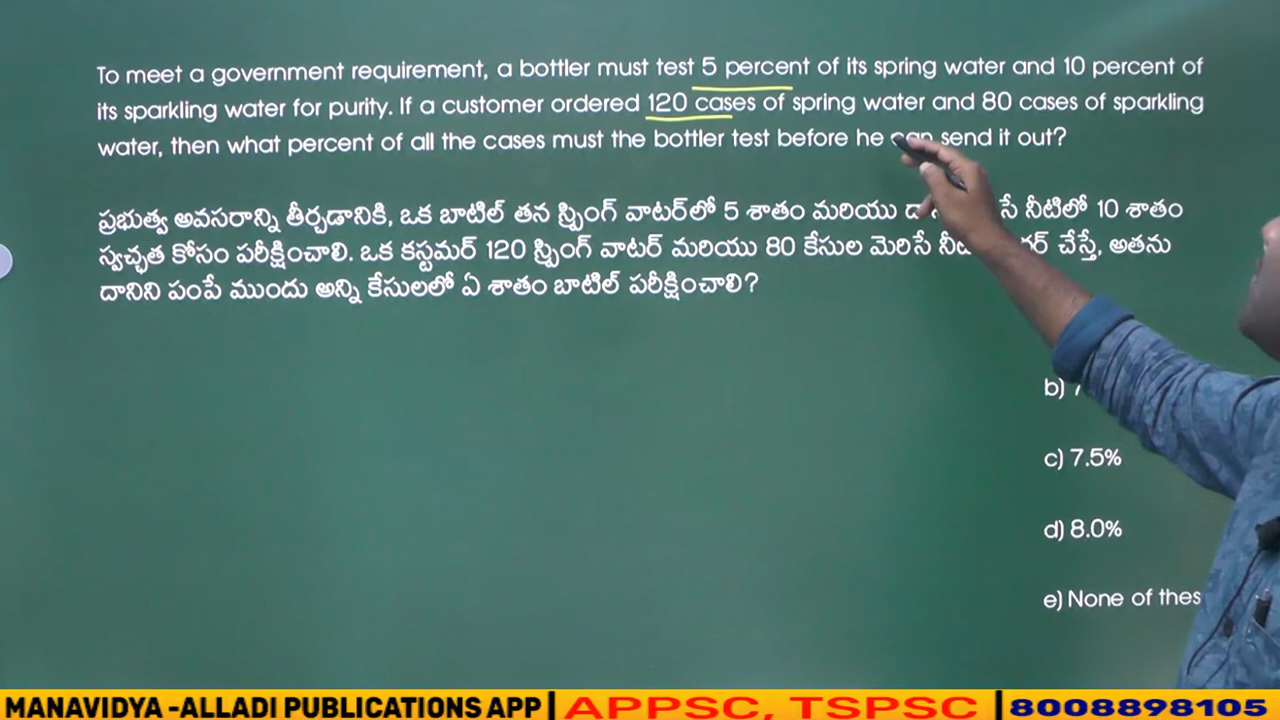 To meet a government requirement, a bottler must test 5 percent of its spring water and 10 percent of
its sparkling water for purity. If a customer ordered 120 cases of spring water and 80 cases of sparkling
water, then what percent of all the cases must the bottler test before he can send it out?
ప్రభుత్వ అవసరాన్ని తీర్చడానికి, ఒక బాటిల్ తన స్ప్రింగ్ వాటర్‌లో 5 శాతం మరియు సే నీటిలో 10 శాతం
స్వచ్ఛత కోసం పరీక్షించాలి. ఒక కస్టమర్ 120 స్ప్రింగ్ వాటర్ మరియు 80 కేసుల మెరిసే చేస్తే, అతను
దానిని పంపే ముందు అన్ని కేసులలో ఏ శాతం బాటిల్ పరీక్షించాలి?
b) 7
c) 7.5%
d) 8.0%
e) None of thes
MANAVIDYA -ALLADI PUBLICATIONS APP | APPSC, TSPSC | 8008898105